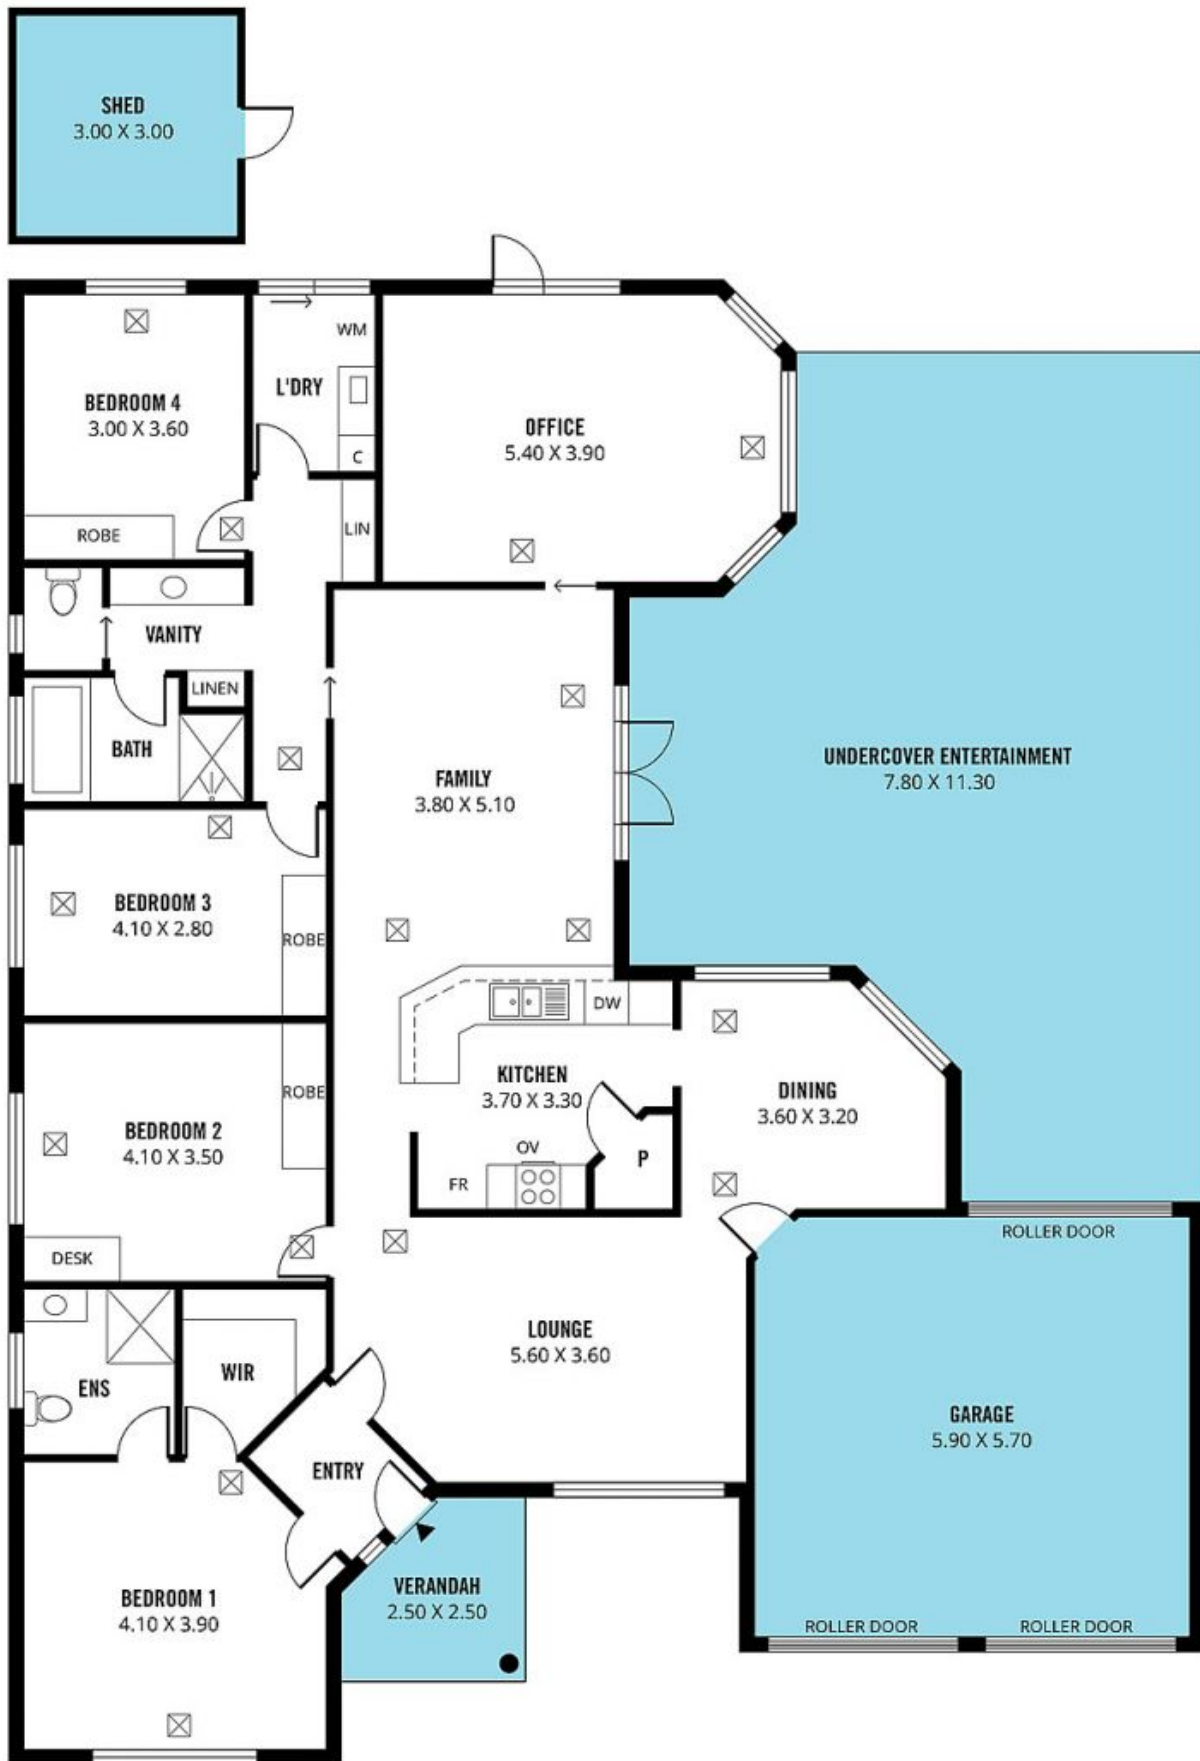 SHED
3.00 X 3.00
WM
L'DRY
C
BEDROOM 4
3.00 X 3.60
OFFICE
5.40 X 3.90
ROBE
LIN
VANITY
LINEN
BATH
FAMILY
3.80 X 5.10
UNDERCOVER ENTERTAINMENT
7.80 X 11.30
BEDROOM 3
4.10 X 2.80
ROBE
DW
KITCHEN
3.70 X 3.30
DINING
3.60 X 3.20
ROBE
BEDROOM 2
4.10 X 3.50
OV
FR
P
DESK
ROLLER DOOR
LOUNGE
5.60 X 3.60
WIR
ENS
GARAGE
5.90 X 5.70
ENTRY
BEDROOM 1
4.10 X 3.90
VERANDAH
2.50 X 2.50
ROLLER DOOR
ROLLER DOOR